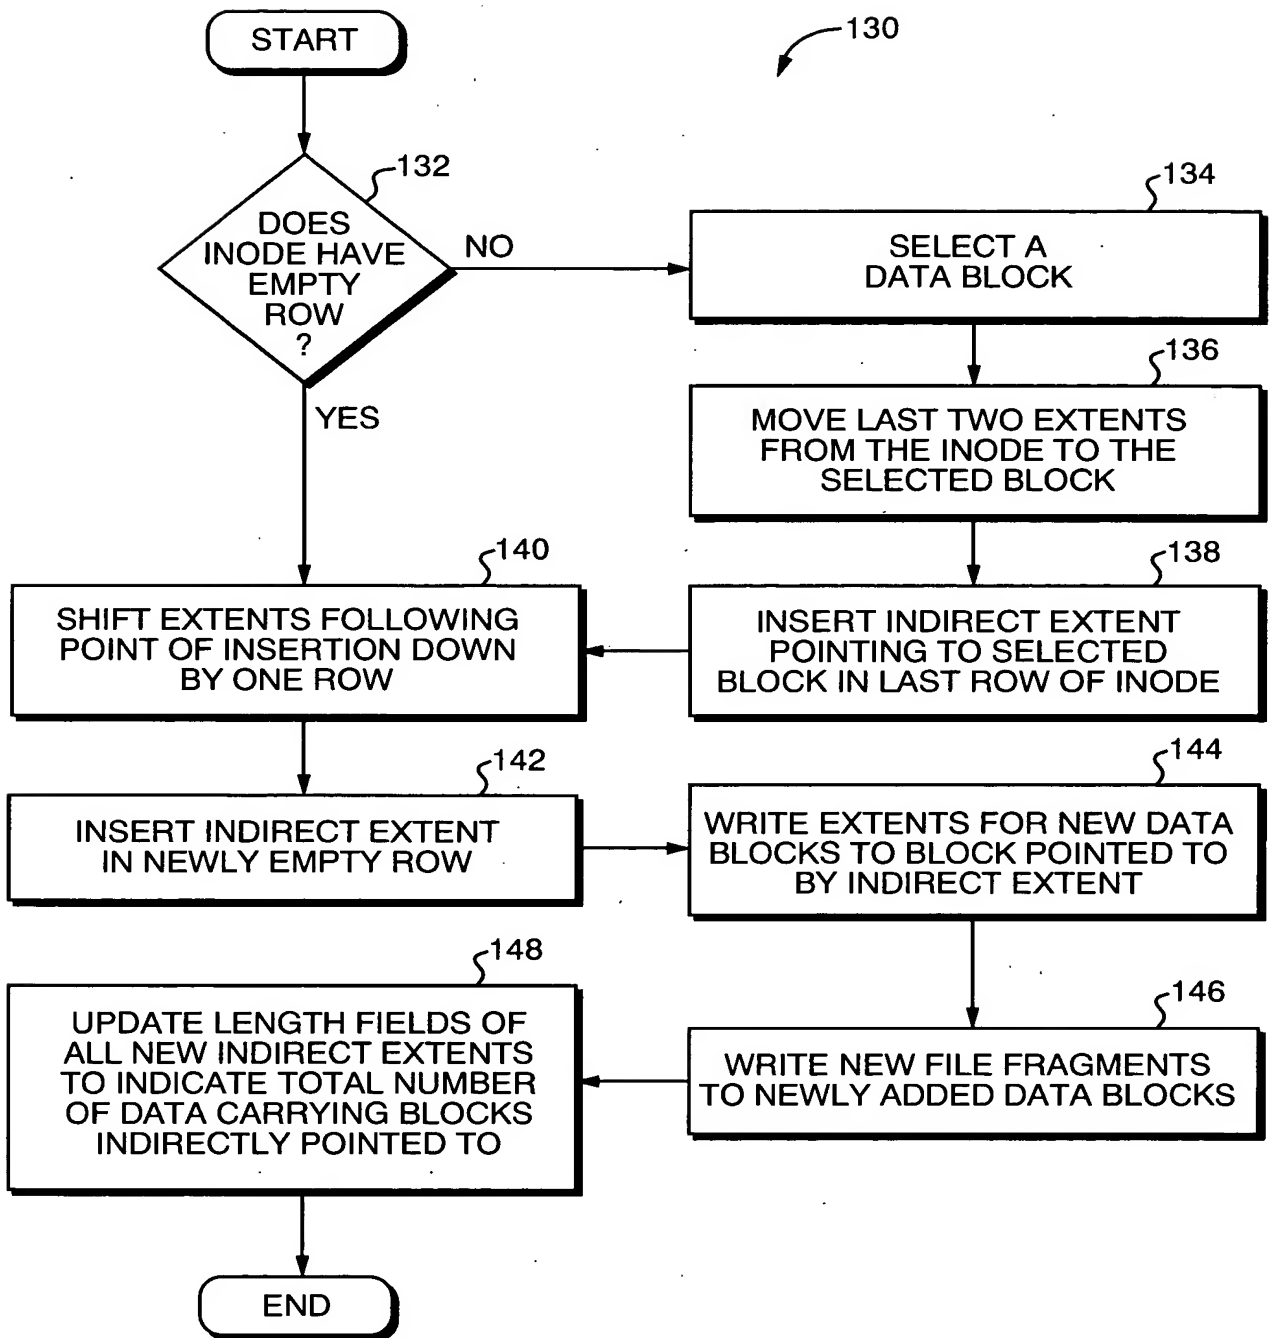 START
130
132
DOES
INODE HAVE
EMPTY
ROW
?
NO
YES
134
SELECT A
DATA BLOCK
136
MOVE LAST TWO EXTENTS
FROM THE INODE TO THE
SELECTED BLOCK
138
INSERT INDIRECT EXTENT
POINTING TO SELECTED
BLOCK IN LAST ROW OF INODE
140
SHIFT EXTENTS FOLLOWING
POINT OF INSERTION DOWN
BY ONE ROW
142
INSERT INDIRECT EXTENT
IN NEWLY EMPTY ROW
144
WRITE EXTENTS FOR NEW DATA
BLOCKS TO BLOCK POINTED TO
BY INDIRECT EXTENT
146
WRITE NEW FILE FRAGMENTS
TO NEWLY ADDED DATA BLOCKS
148
UPDATE LENGTH FIELDS OF
ALL NEW INDIRECT EXTENTS
TO INDICATE TOTAL NUMBER
OF DATA CARRYING BLOCKS
INDIRECTLY POINTED TO
END